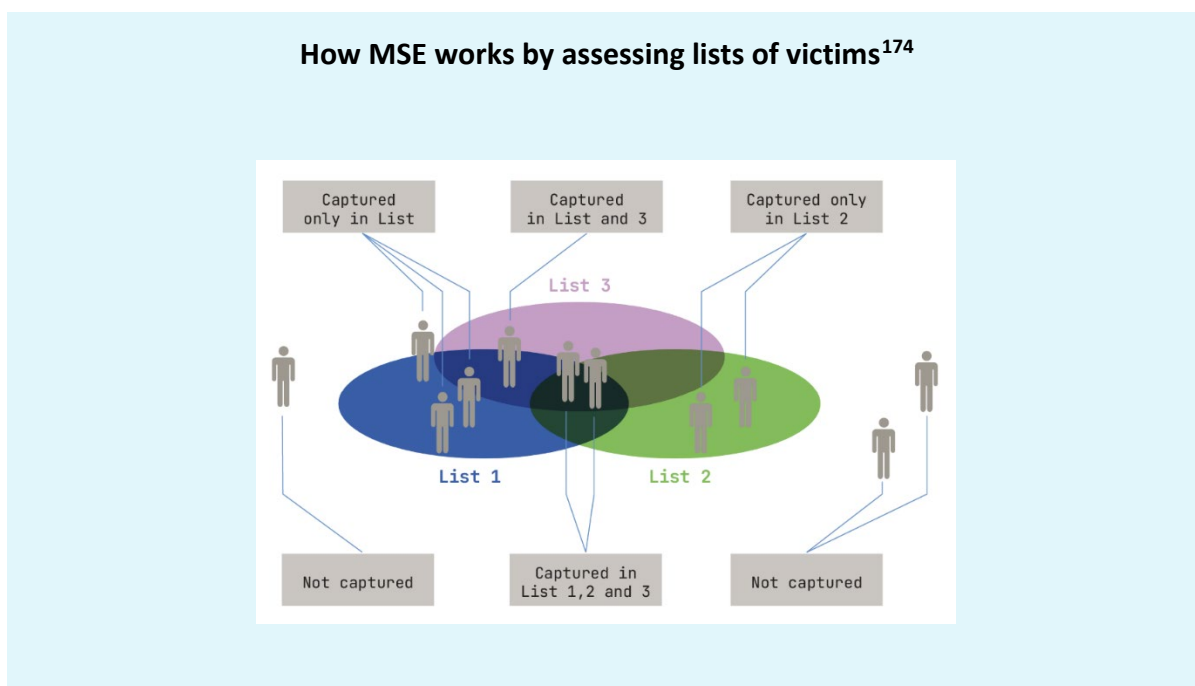 How MSE works by assessing lists of victims174
Captured
only in List
Captured
in List and 3
Captured only
in List 2
List 3
List 1
List 2
Not captured
Captured in
List 1,2 and 3
Not captured